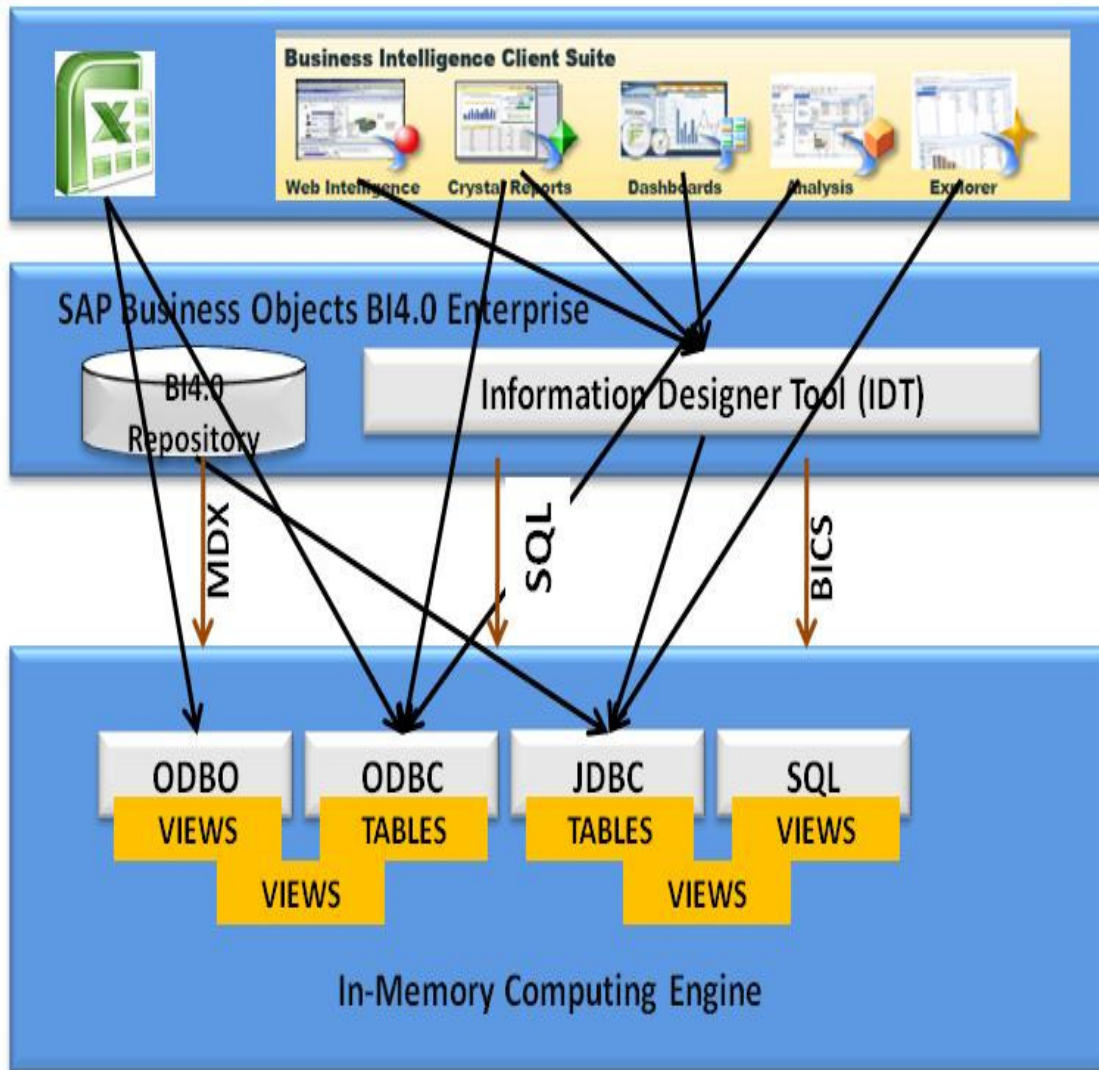 Business Intelligence Client Suite
Web Intelligence Crystal Reports Dashboards Analysis Explorer
SAP Business Objects BI4.0 Enterprise
BI4.0
Repository
Information Designer Tool (IDT)
MDX
SQL
BICS
ODBO ODBC JDBC SQL
VIEWS TABLES TABLES VIEWS
VIEWS VIEWS
In-Memory Computing Engine